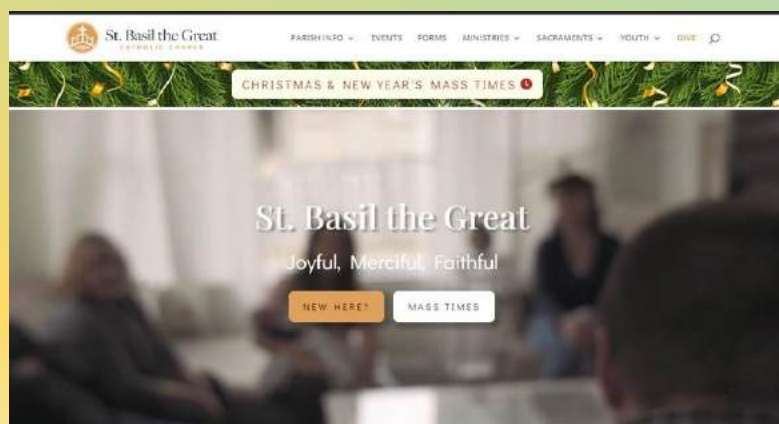 St. Basil the Great
CATHOLIC CHURCH
PARISH INFO EVENTS FORMS MINISTRIES SACRAMENTS YOUTH GIVE
CHRISTMAS & NEW YEAR'S MASS TIMES
St. Basil the Great
Joyful, Merciful, Faithful
NEW HERE? MASS TIMES